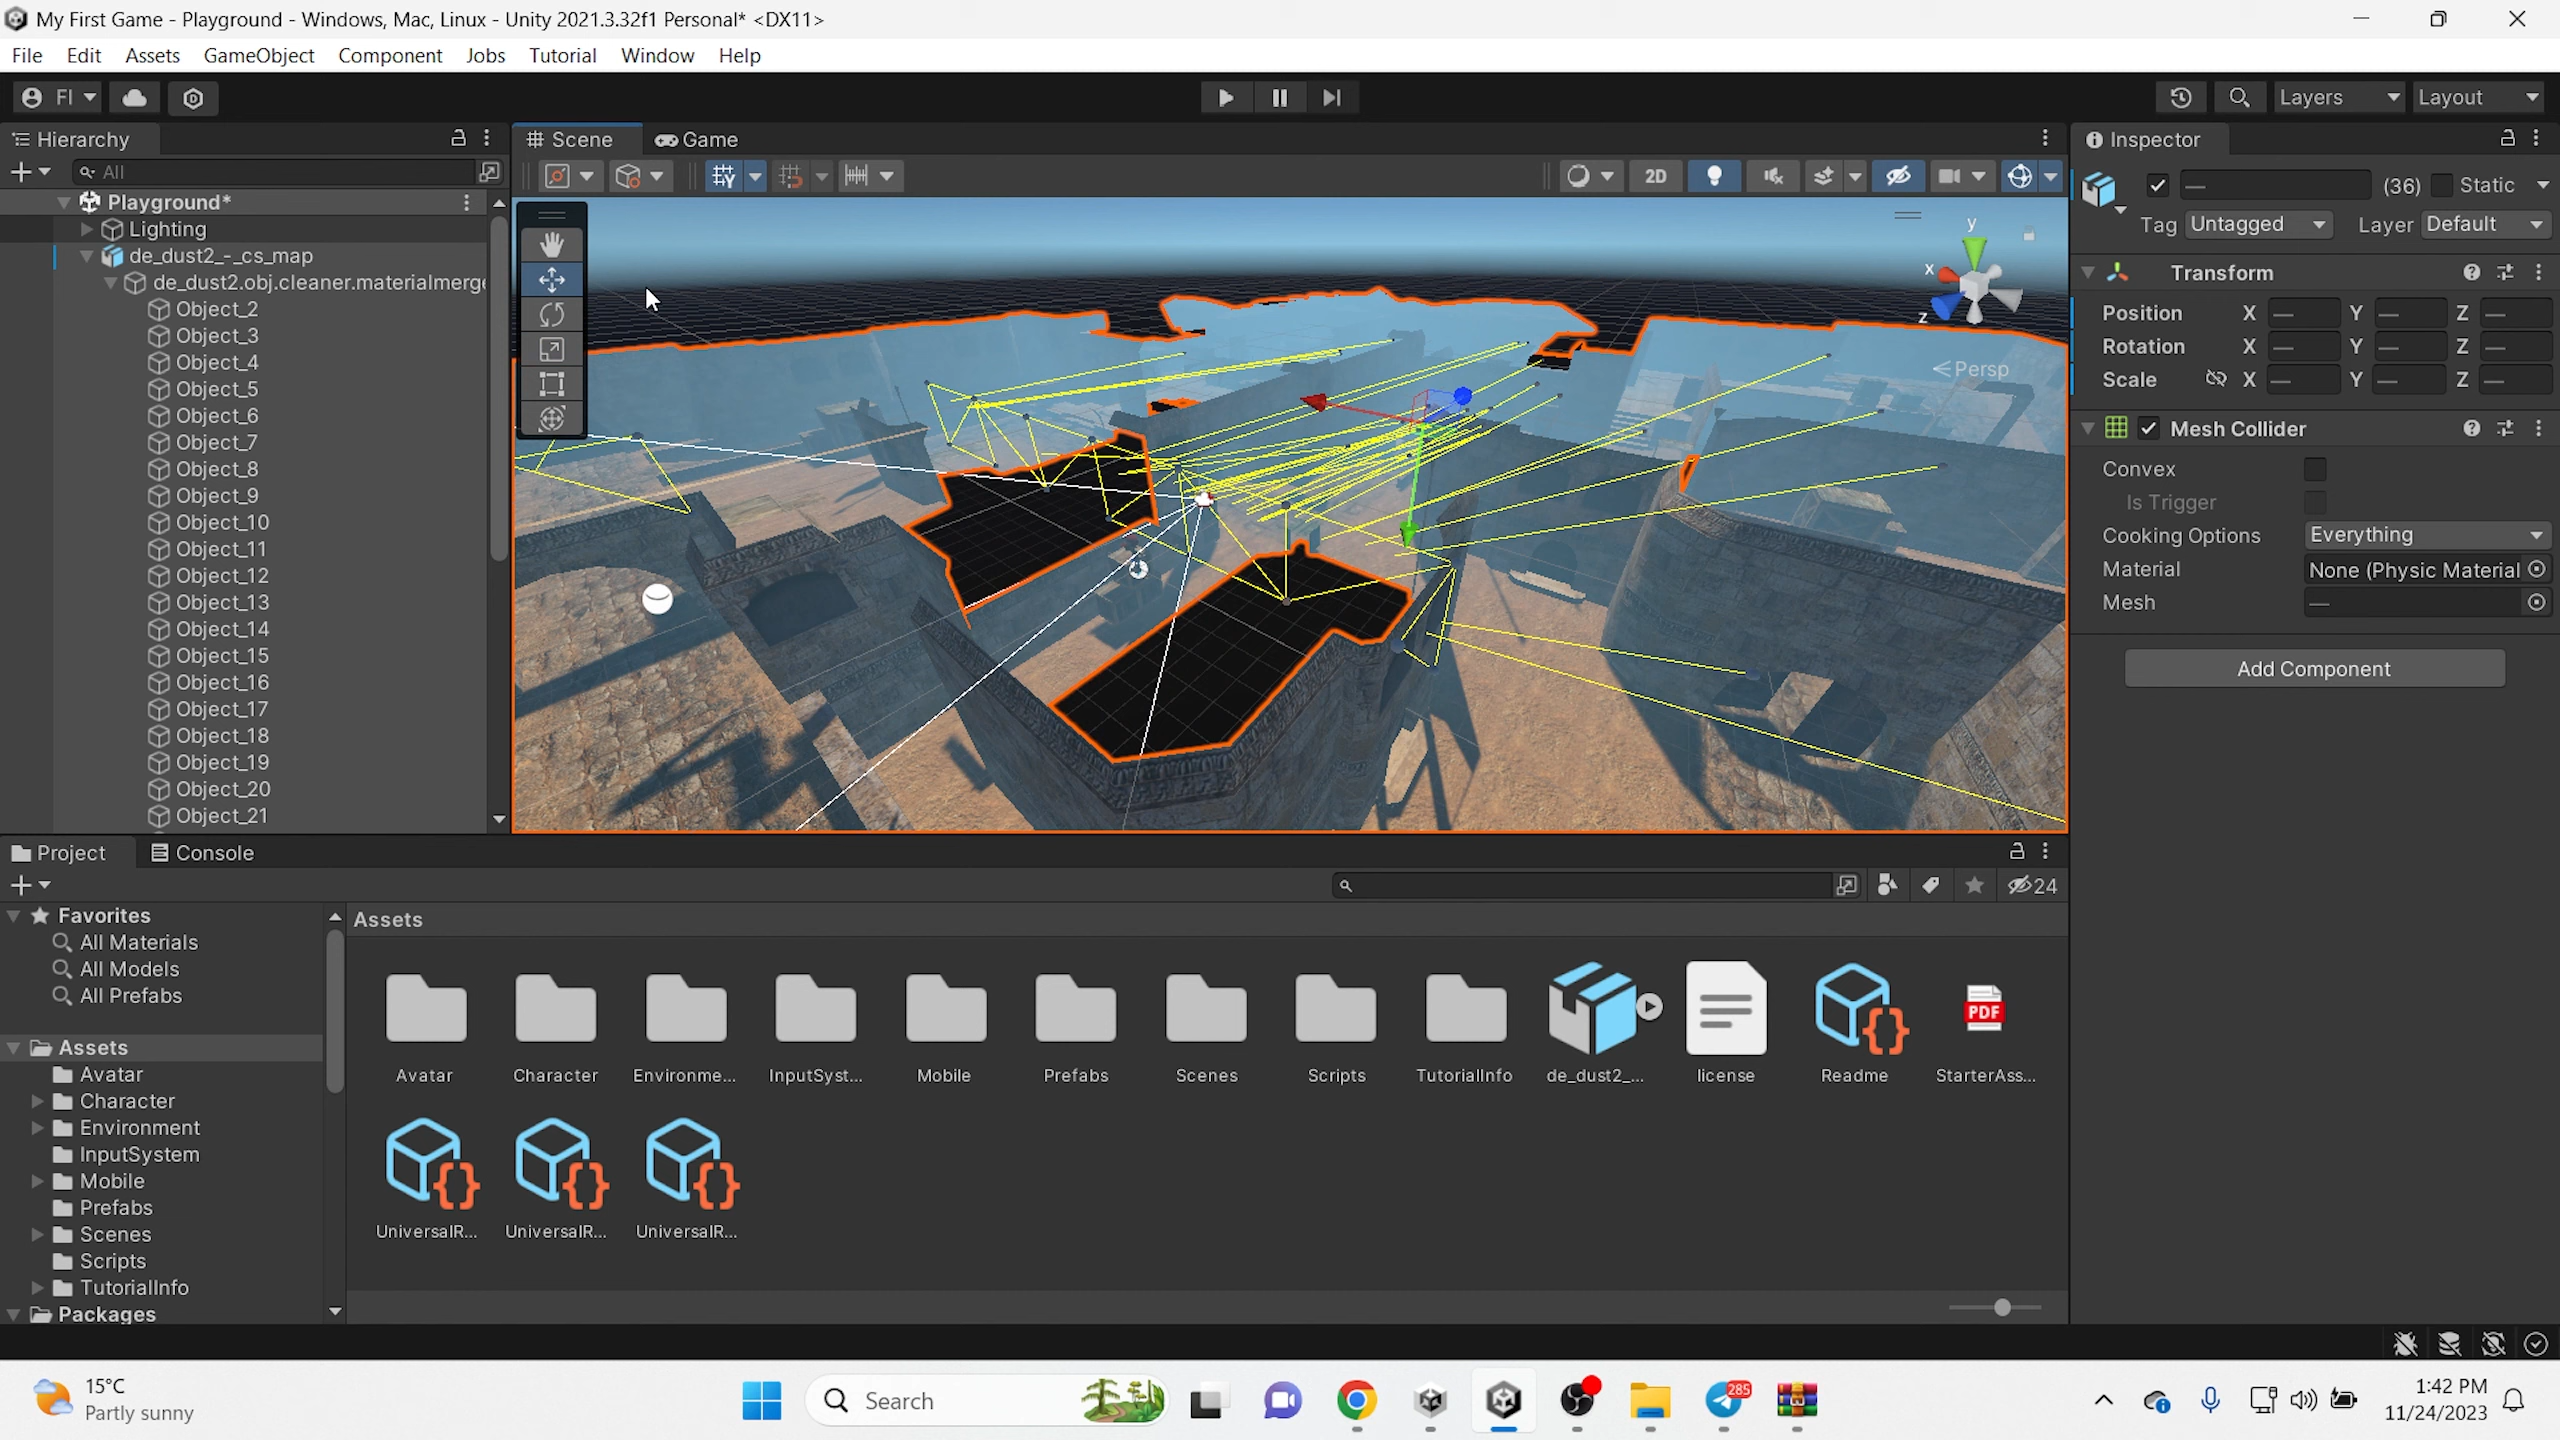 My First Game - Playground - Windows, Mac, Linux - Unity 2021.3.32f1 Personal* <DX11>
File Edit Assets GameObject Component Jobs Tutorial Window Help
FI
Layers
Layout
Hierarchy
All
Playground*
Lighting
de_dust2_-_cs_map
de_dust2.obj.cleaner.materialmerge
Object_2
Object_3
Object_4
Object_5
Object_6
Object_7
Object_8
Object_9
Object_10
Object_11
Object_12
Object_13
Object_14
Object_15
Object_16
Object_17
Object_18
Object_19
Object_20
Object_21
Scene
Game
2D
y
x
z
Persp
Inspector
—
(36)
Static
Tag Untagged
Layer Default
Transform
Position X — Y — Z —
Rotation X — Y — Z —
Scale X — Y — Z —
Mesh Collider
Convex
Is Trigger
Cooking Options Everything
Material None (Physic Material
Mesh —
Add Component
Project
Console
24
Favorites
All Materials
All Models
All Prefabs
Assets
Avatar
Character
Environment
InputSystem
Mobile
Prefabs
Scenes
Scripts
TutorialInfo
Packages
Assets
Avatar
Character
Environme...
InputSyst...
Mobile
Prefabs
Scenes
Scripts
TutorialInfo
de_dust2_...
license
Readme
PDF
StarterAss...
UniversalR...
UniversalR...
UniversalR...
15°C
Partly sunny
Search
285
1:42 PM
11/24/2023